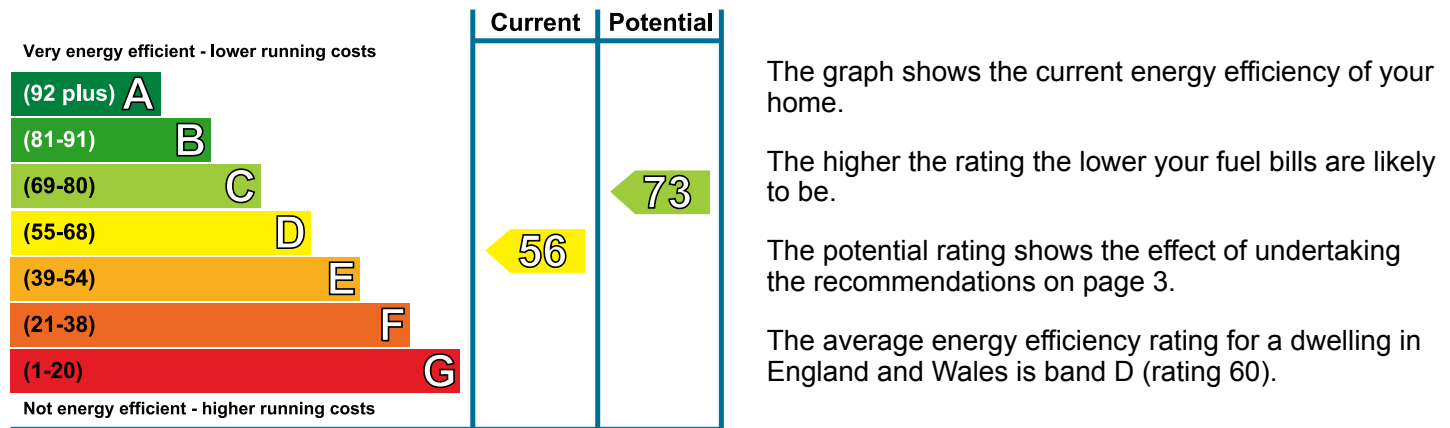 Current Potential
Very energy efficient - lower running costs
(92 plus) A
(81-91) B
(69-80) C
73
(55-68) D
56
(39-54) E
(21-38) F
(1-20) G
Not energy efficient - higher running costs
The graph shows the current energy efficiency of your
home.
The higher the rating the lower your fuel bills are likely
to be.
The potential rating shows the effect of undertaking
the recommendations on page 3.
The average energy efficiency rating for a dwelling in
England and Wales is band D (rating 60).